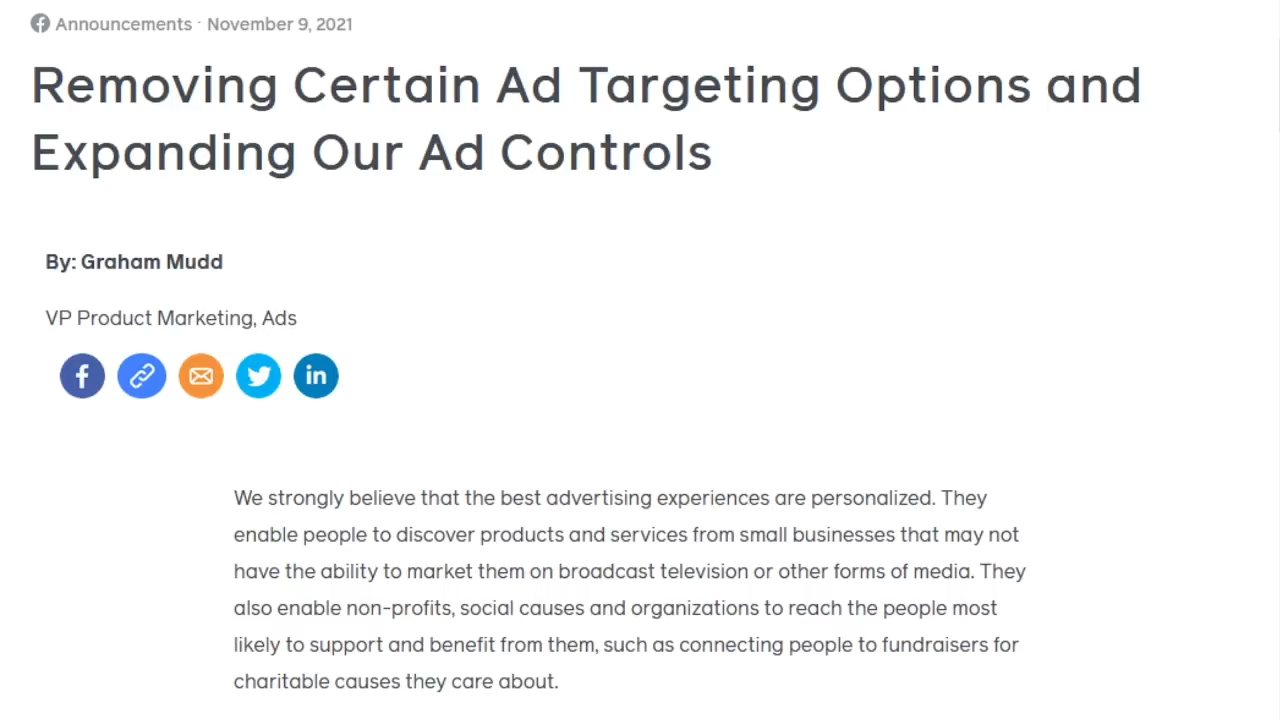 Announcements · November 9, 2021
Removing Certain Ad Targeting Options and
Expanding Our Ad Controls
By: Graham Mudd
VP Product Marketing, Ads
We strongly believe that the best advertising experiences are personalized. They
enable people to discover products and services from small businesses that may not
have the ability to market them on broadcast television or other forms of media. They
also enable non-profits, social causes and organizations to reach the people most
likely to support and benefit from them, such as connecting people to fundraisers for
charitable causes they care about.